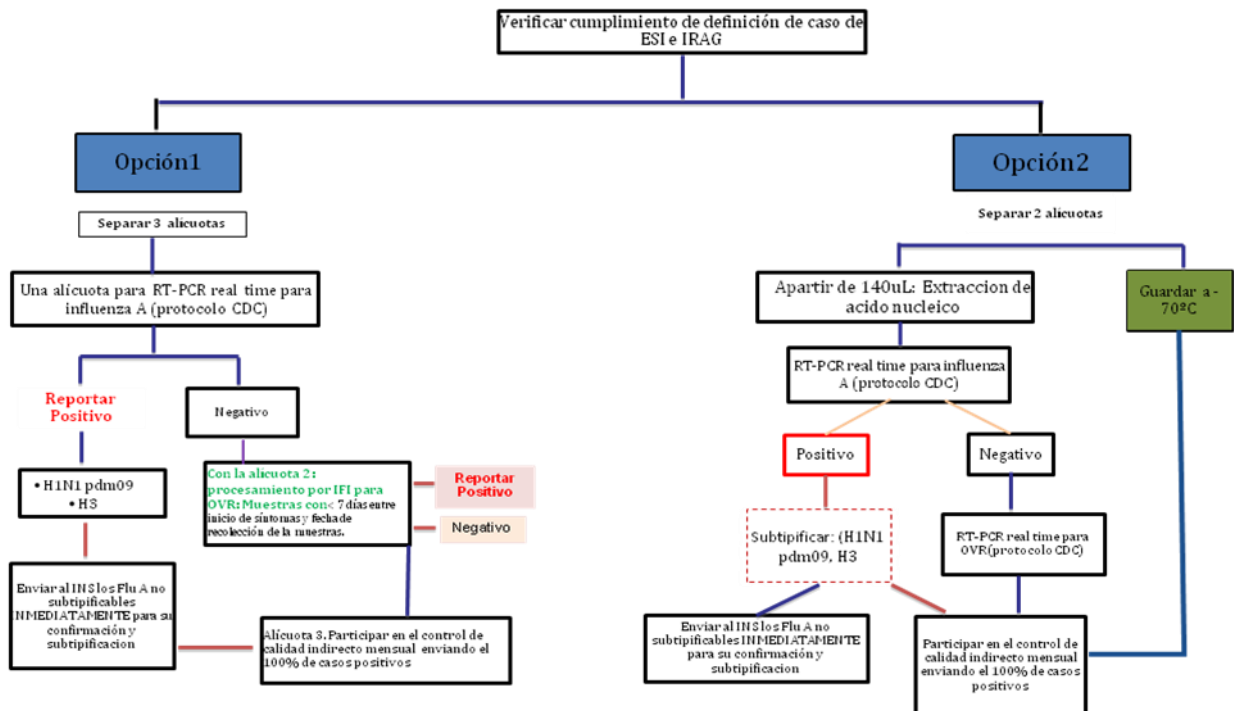 Verificar cumplimiento de definición de caso de
ESI e IRAG
Opción1
Separar 3 alícuotas
Una alícuota para RT-PCR real time para
influenza A (protocolo CDC)
Reportar
Positivo
Negativo
• H1N1 pdm09
• H3
Con la alicuota 2:
procesamiento por IFI para
OVR: Muestras con< 7 días entre
inicio de síntomas y fecha de
recolección de la muestras.
Reportar
Positivo
Negativo
Enviar al INS los Flu A no
subtipificables
INMEDIATAMENTE para su
confirmación y
subtipificacion
Alícuota 3. Participar en el control de
calidad indirecto mensual enviando el
100% de casos positivos
Opción2
Separar 2 alícuotas
Apartir de 140uL: Extraccion de
acido nucleico
Guardar a -
70ºC
RT-PCR real time para influenza
A (protocolo CDC)
Positivo
Negativo
Subtipificar: (H1N1
pdm09, H3
RT-PCR real time para
OVR(protocolo CDC)
Enviar al INS los Flu A no
subtipificables INMEDIATAMENTE
para su confirmación y
subtipificacion
Participar en el control de
calidad indirecto mensual
enviando el 100% de casos
positivos